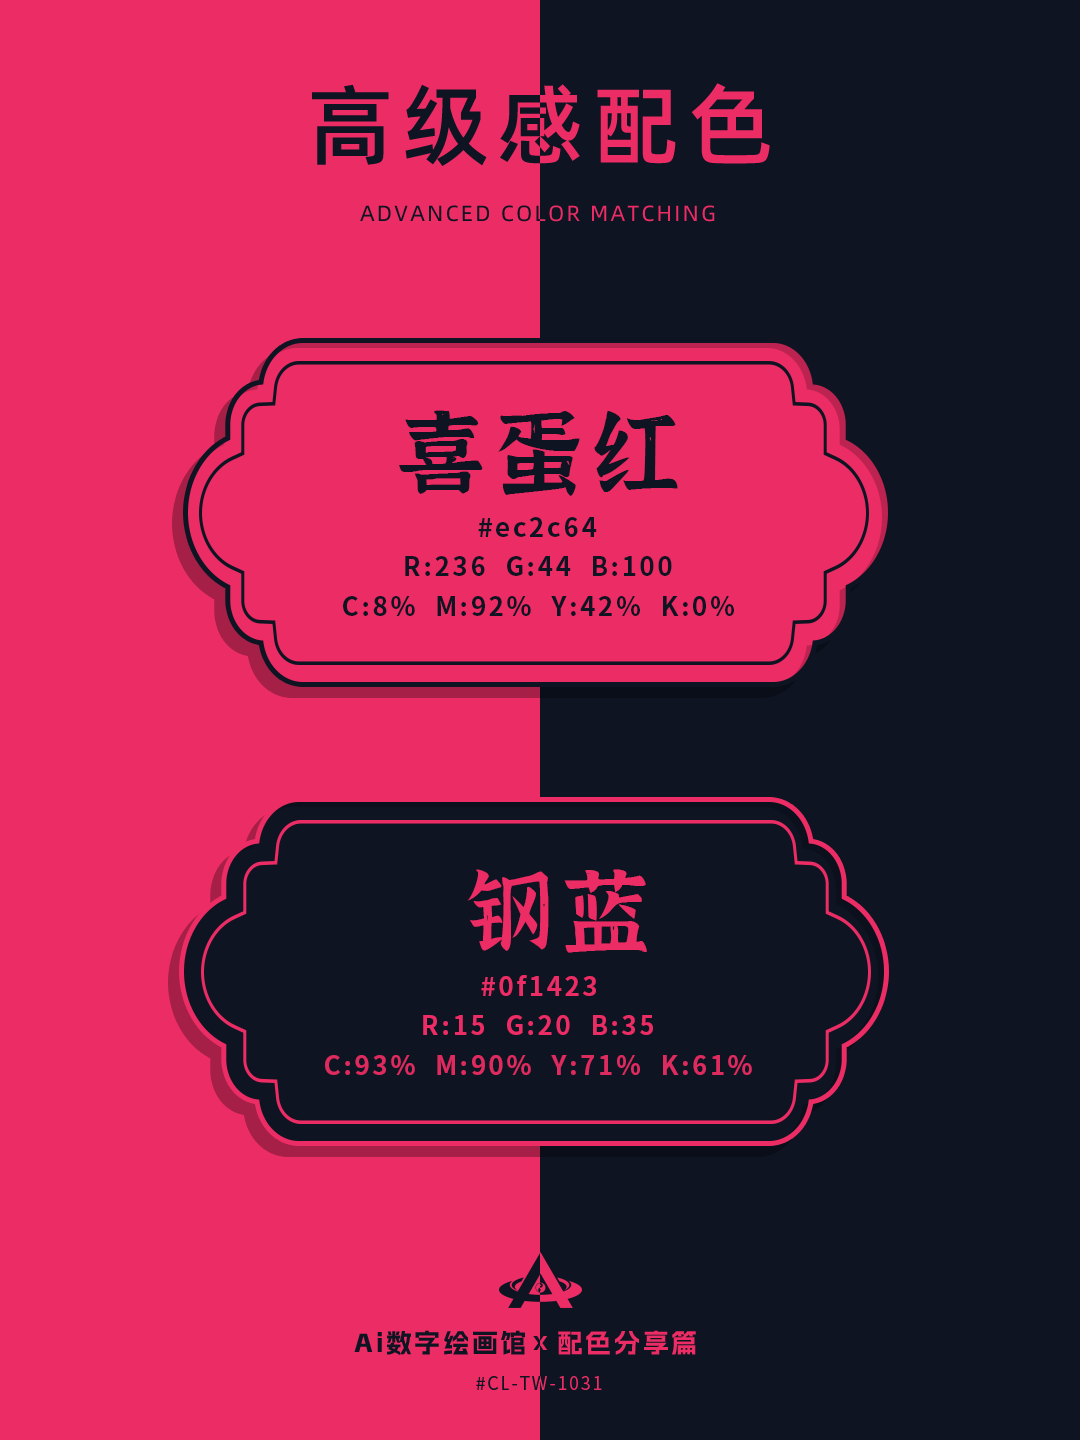 高级感配色
ADVANCED COLOR MATCHING
喜蛋红
#ec2c64
R:236 G:44 B:100
C:8% M:92% Y:42% K:0%
钢蓝
#0f1423
R:15 G:20 B:35
C:93% M:90% Y:71% K:61%
Ai数字绘画馆 x 配色分享篇
#CL-TW-1031